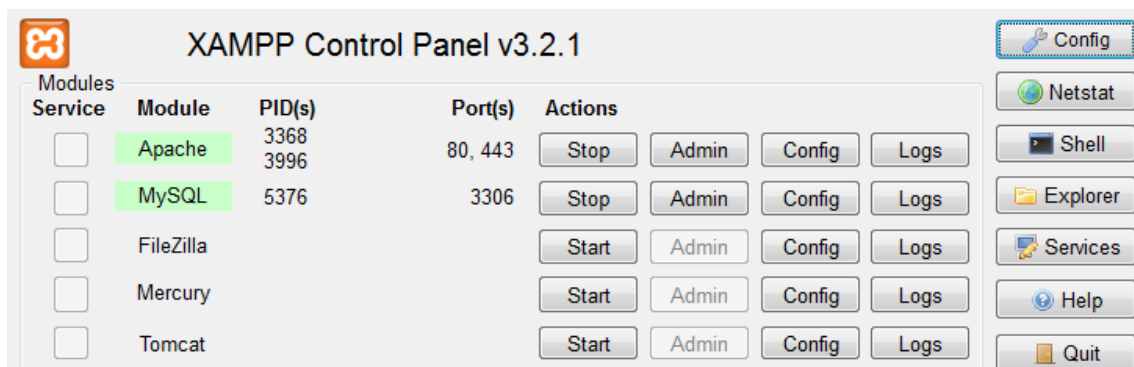 XAMPP Control Panel v3.2.1
Config
Modules
Netstat
Service Module PID(s) Port(s) Actions
Apache 3368 3996 80, 443 Stop Admin Config Logs
Shell
MySQL 5376 3306 Stop Admin Config Logs
Explorer
FileZilla Start Admin Config Logs
Services
Mercury Start Admin Config Logs
Help
Tomcat Start Admin Config Logs
Quit